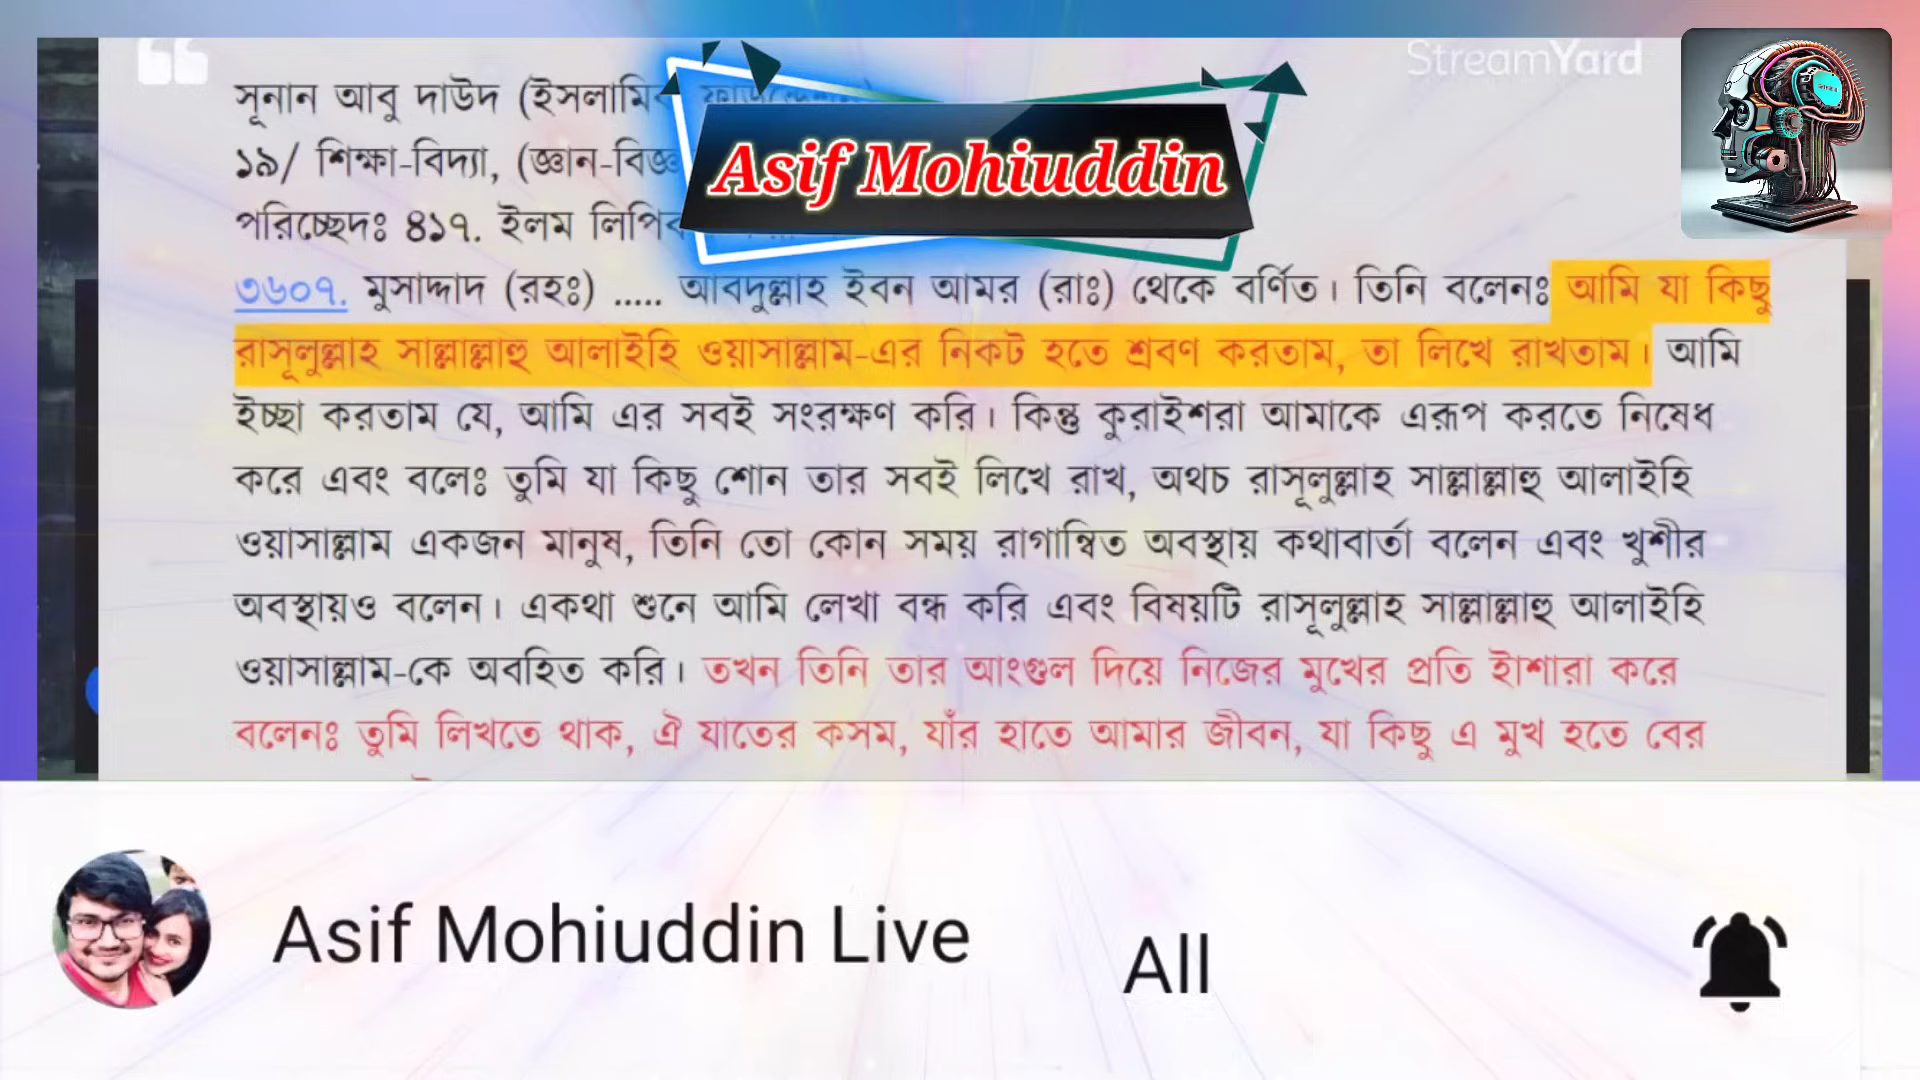 StreamYard
সূনান আবু দাউদ (ইসলামিক
Asif Mohiuddin
১৯/ শিক্ষা-বিদ্যা, (জ্ঞান-বিজ্ঞ
পরিচ্ছেদঃ ৪১৭. ইলম লিপিব
৩৬০৭. মুসাদ্দাদ (রহঃ) ..... আবদুল্লাহ ইবন আমর (রাঃ) থেকে বর্ণিত। তিনি বলেনঃ আমি যা কিছু
রাসূলুল্লাহ সাল্লাল্লাহু আলাইহি ওয়াসাল্লাম-এর নিকট হতে শ্রবণ করতাম, তা লিখে রাখতাম। আমি
ইচ্ছা করতাম যে, আমি এর সবই সংরক্ষণ করি। কিন্তু কুরাইশরা আমাকে এরূপ করতে নিষেধ
করে এবং বলেঃ তুমি যা কিছু শোন তার সবই লিখে রাখ, অথচ রাসূলুল্লাহ সাল্লাল্লাহু আলাইহি
ওয়াসাল্লাম একজন মানুষ, তিনি তো কোন সময় রাগান্বিত অবস্থায় কথাবার্তা বলেন এবং খুশীর
অবস্থায়ও বলেন। একথা শুনে আমি লেখা বন্ধ করি এবং বিষয়টি রাসূলুল্লাহ সাল্লাল্লাহু আলাইহি
ওয়াসাল্লাম-কে অবহিত করি। তখন তিনি তার আংগুল দিয়ে নিজের মুখের প্রতি ইাশারা করে
বলেনঃ তুমি লিখতে থাক, ঐ যাতের কসম, যাঁর হাতে আমার জীবন, যা কিছু এ মুখ হতে বের
Asif Mohiuddin Live
All